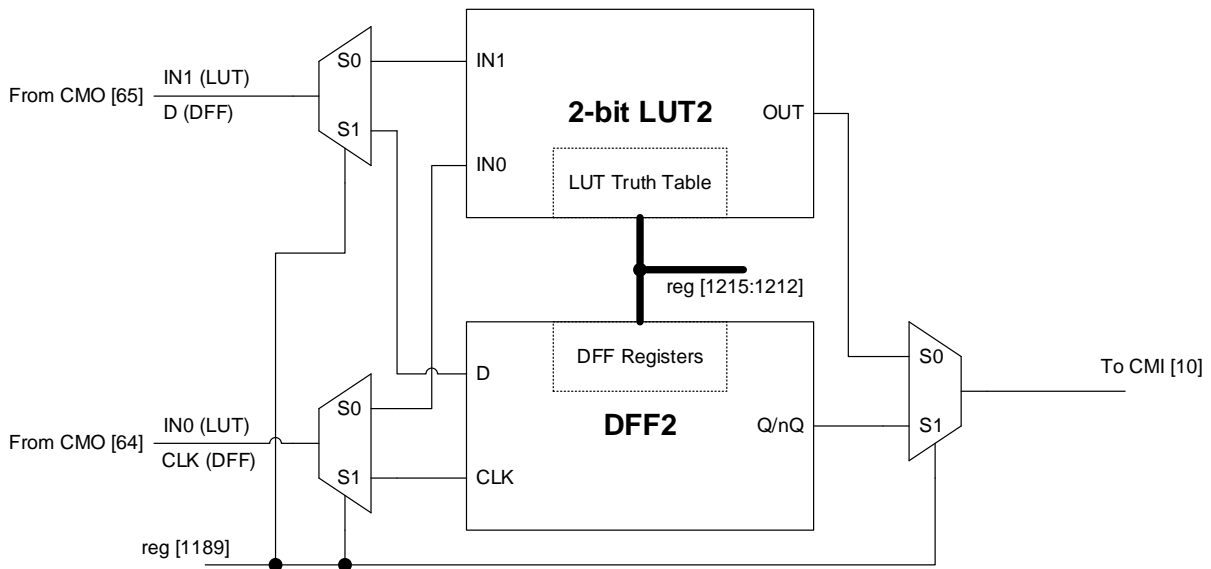 From CMO [65]
IN1 (LUT)
D (DFF)
S0
S1
IN1
IN0
2-bit LUT2
OUT
LUT Truth Table
reg [1215:1212]
DFF Registers
D
DFF2
Q/nQ
CLK
S0
S1
To CMI [10]
From CMO [64]
IN0 (LUT)
CLK (DFF)
S0
S1
reg [1189]